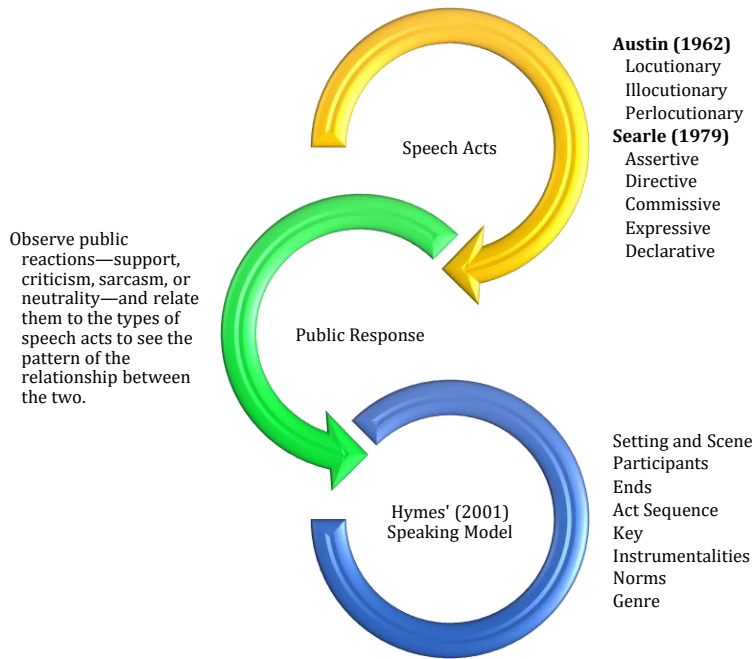 Austin (1962)
Locutionary
Illocutionary
Perlocutionary
Searle (1979)
Assertive
Directive
Commissive
Expressive
Declarative
Speech Acts
Observe public
reactions—support,
criticism, sarcasm, or
neutrality—and relate
them to the types of
speech acts to see the
pattern of the
relationship between
the two.
Public Response
Hymes' (2001)
Speaking Model
Setting and Scene
Participants
Ends
Act Sequence
Key
Instrumentalities
Norms
Genre